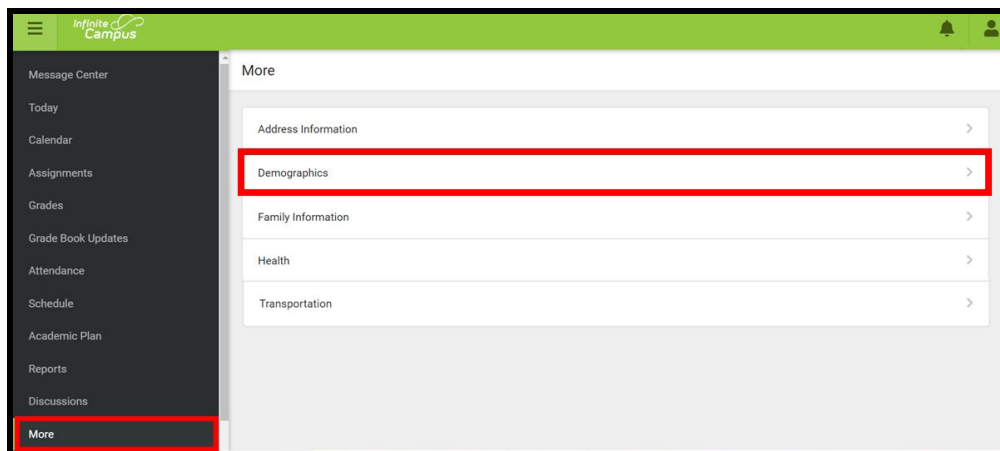 Infinite
Campus
Message Center
Today
Calendar
Assignments
Grades
Grade Book Updates
Attendance
Schedule
Academic Plan
Reports
Discussions
More
More
Address Information
Demographics
Family Information
Health
Transportation